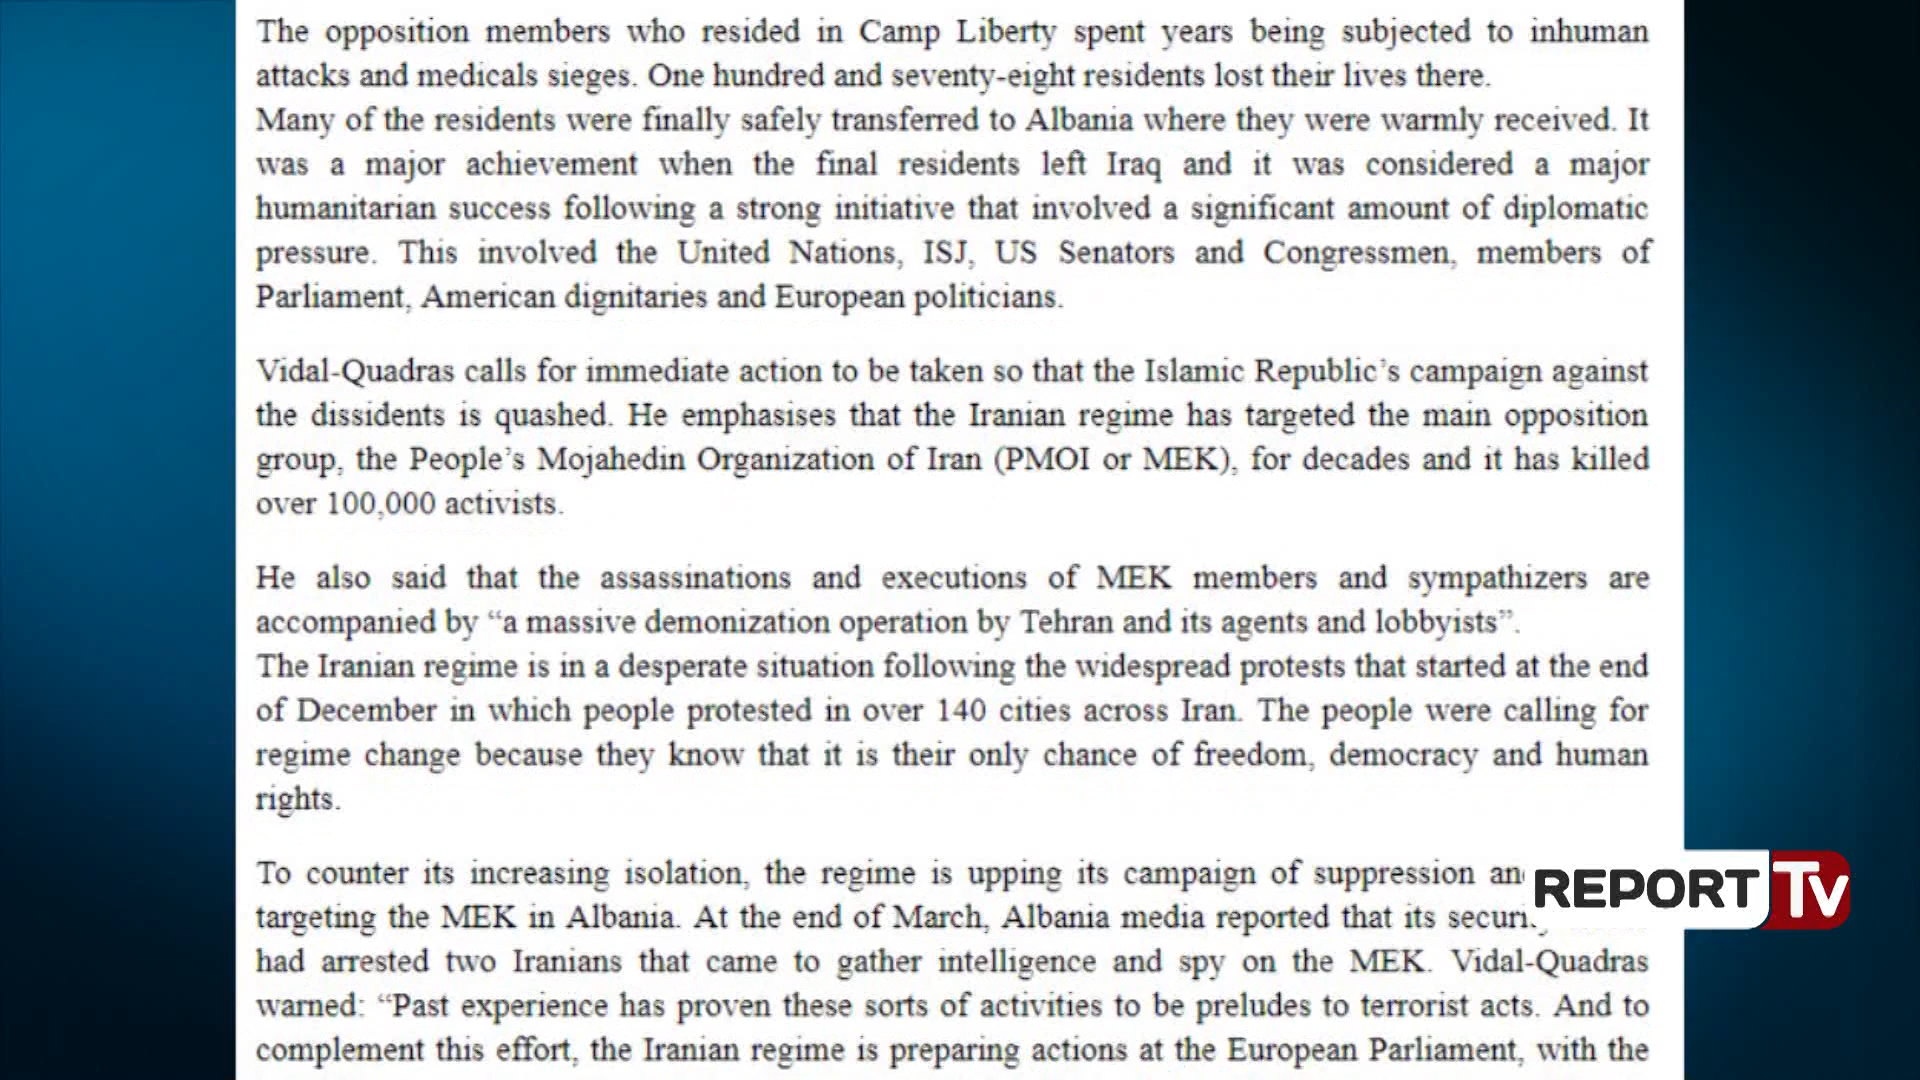 The opposition members who resided in Camp Liberty spent years being subjected to inhuman
attacks and medicals sieges. One hundred and seventy-eight residents lost their lives there.
Many of the residents were finally safely transferred to Albania where they were warmly received. It
was a major achievement when the final residents left Iraq and it was considered a major
humanitarian success following a strong initiative that involved a significant amount of diplomatic
pressure. This involved the United Nations, ISJ, US Senators and Congressmen, members of
Parliament, American dignitaries and European politicians.
Vidal-Quadras calls for immediate action to be taken so that the Islamic Republic’s campaign against
the dissidents is quashed. He emphasises that the Iranian regime has targeted the main opposition
group, the People’s Mojahedin Organization of Iran (PMOI or MEK), for decades and it has killed
over 100,000 activists.
He also said that the assassinations and executions of MEK members and sympathizers are
accompanied by “a massive demonization operation by Tehran and its agents and lobbyists”.
The Iranian regime is in a desperate situation following the widespread protests that started at the end
of December in which people protested in over 140 cities across Iran. The people were calling for
regime change because they know that it is their only chance of freedom, democracy and human
rights.
To counter its increasing isolation, the regime is upping its campaign of suppression
targeting the MEK in Albania. At the end of March, Albania media reported that its
had arrested two Iranians that came to gather intelligence and spy on the MEK. Vidal-Quadras
warned: “Past experience has proven these sorts of activities to be preludes to terrorist acts. And to
complement this effort, the Iranian regime is preparing actions at the European Parliament, with the
REPORT Tv